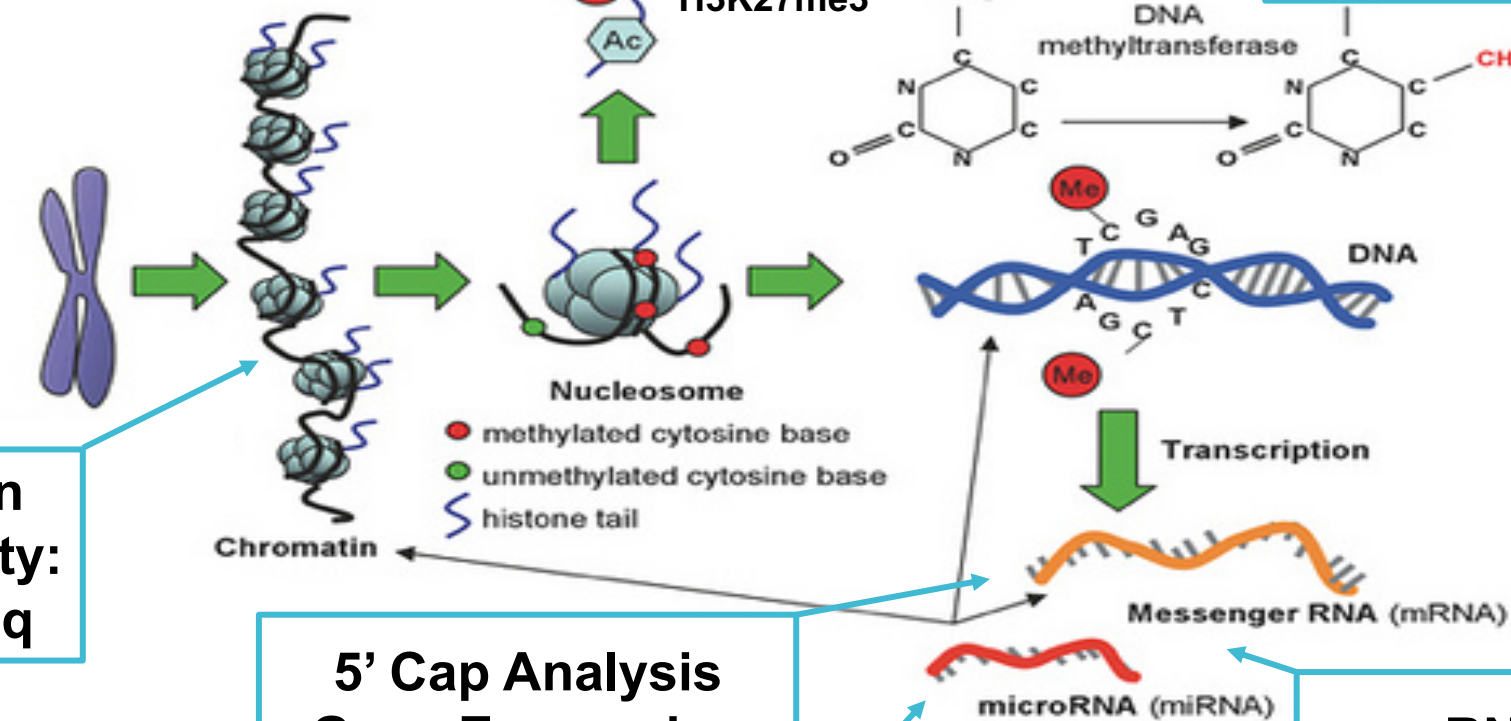 H3K27me3
Ac
DNA
methyltransferase
C
N
C
C
C
N
O
C
N
C
CH
C
C
N
O
Me
T
C
G
A
G
DNA
A
G
C
T
C
Me
Nucleosome
methylated cytosine base
unmethylated cytosine base
histone tail
Transcription
Chromatin
n
ty:
q
Messenger RNA (mRNA)
5’ Cap Analysis
microRNA (miRNA)